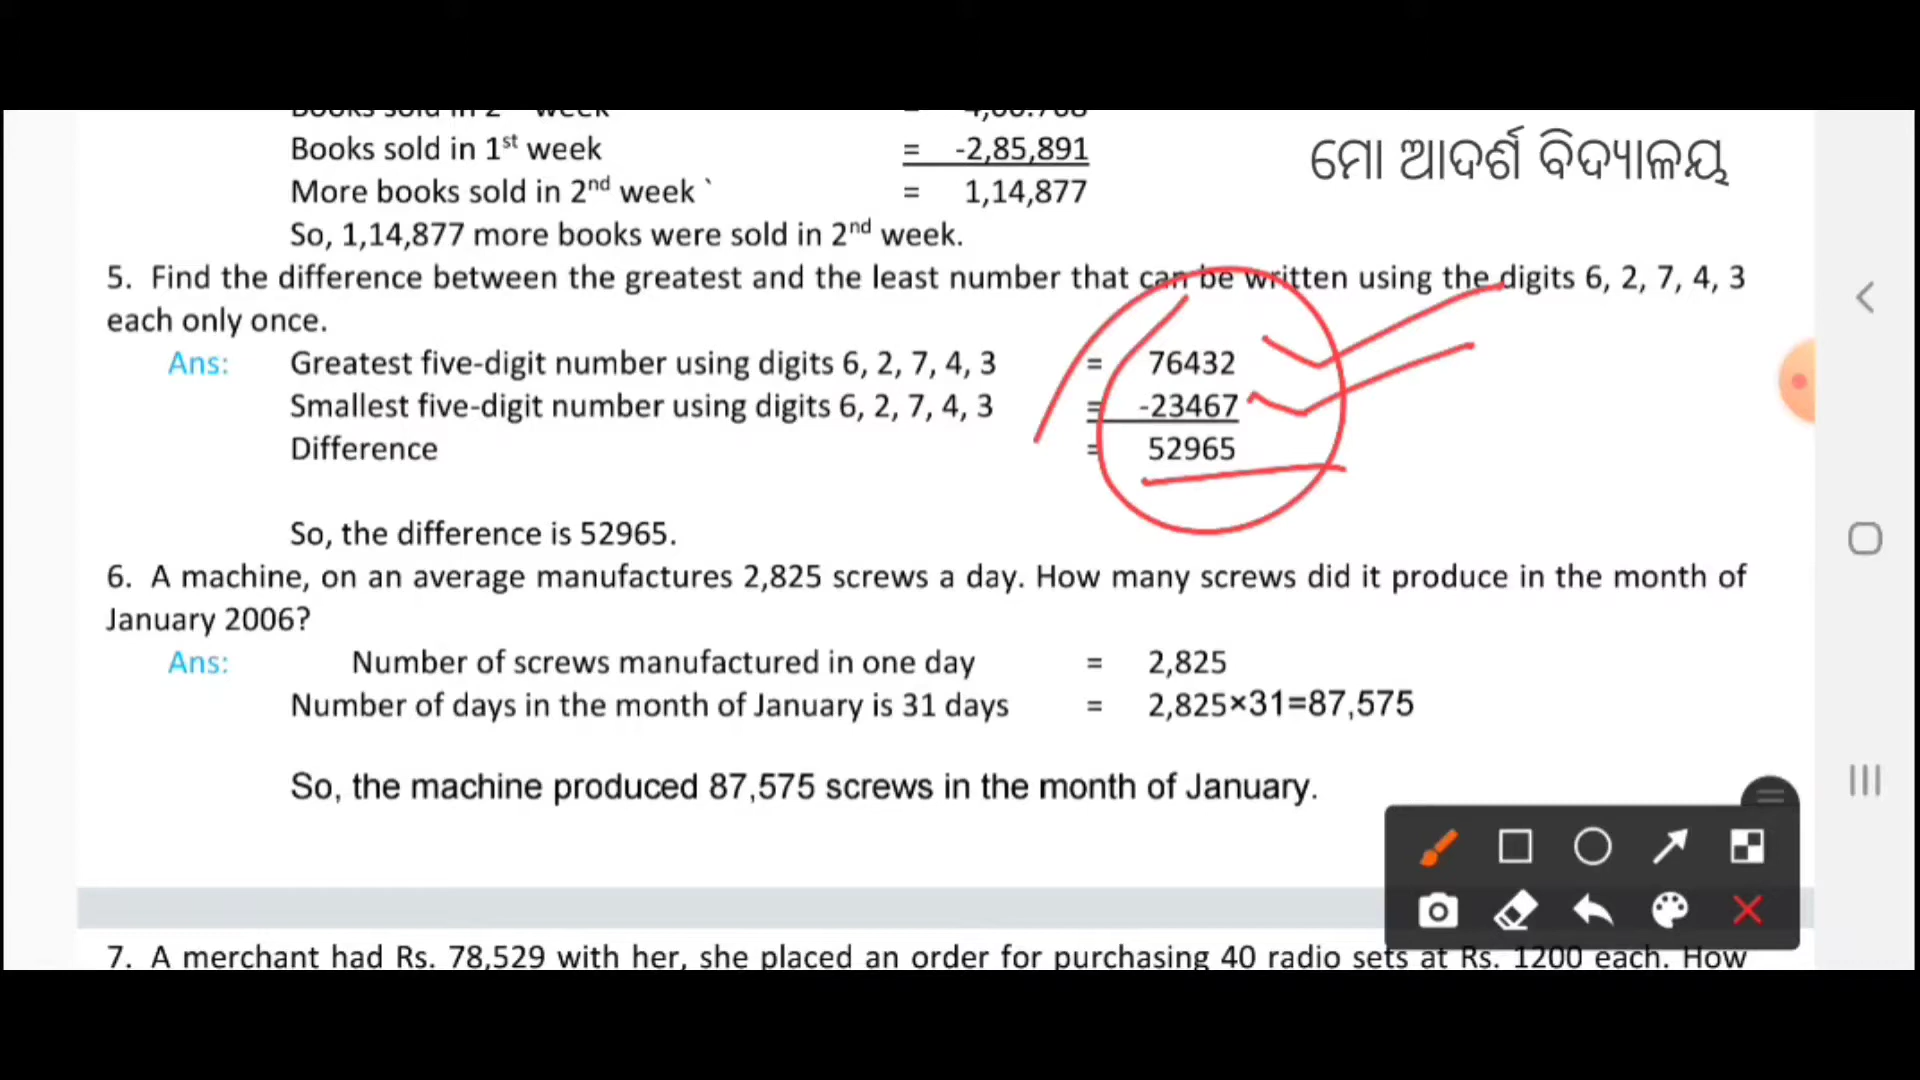 Books sold in 2nd week = 4,00.768
Books sold in 1st week = -2,85,891
ମୋ ଆଦର୍ଶ ବିଦ୍ୟାଳୟ
More books sold in 2nd week ` = 1,14,877
So, 1,14,877 more books were sold in 2nd week.
5. Find the difference between the greatest and the least number that can be written using the digits 6, 2, 7, 4, 3
each only once.
Ans: Greatest five-digit number using digits 6, 2, 7, 4, 3 = 76432
Smallest five-digit number using digits 6, 2, 7, 4, 3 = -23467
Difference = 52965
So, the difference is 52965.
6. A machine, on an average manufactures 2,825 screws a day. How many screws did it produce in the month of
January 2006?
Ans: Number of screws manufactured in one day = 2,825
Number of days in the month of January is 31 days = 2,825×31=87,575
So, the machine produced 87,575 screws in the month of January.
7. A merchant had Rs. 78,529 with her, she placed an order for purchasing 40 radio sets at Rs. 1200 each. How